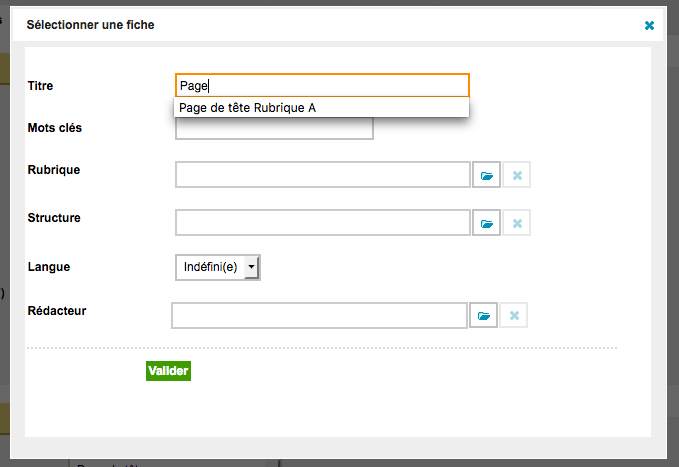 Sélectionner une fiche
Titre
Page
Page de tête Rubrique A
Mots clés
Rubrique
Structure
Langue
Indéfini(e)
Rédacteur
Valider